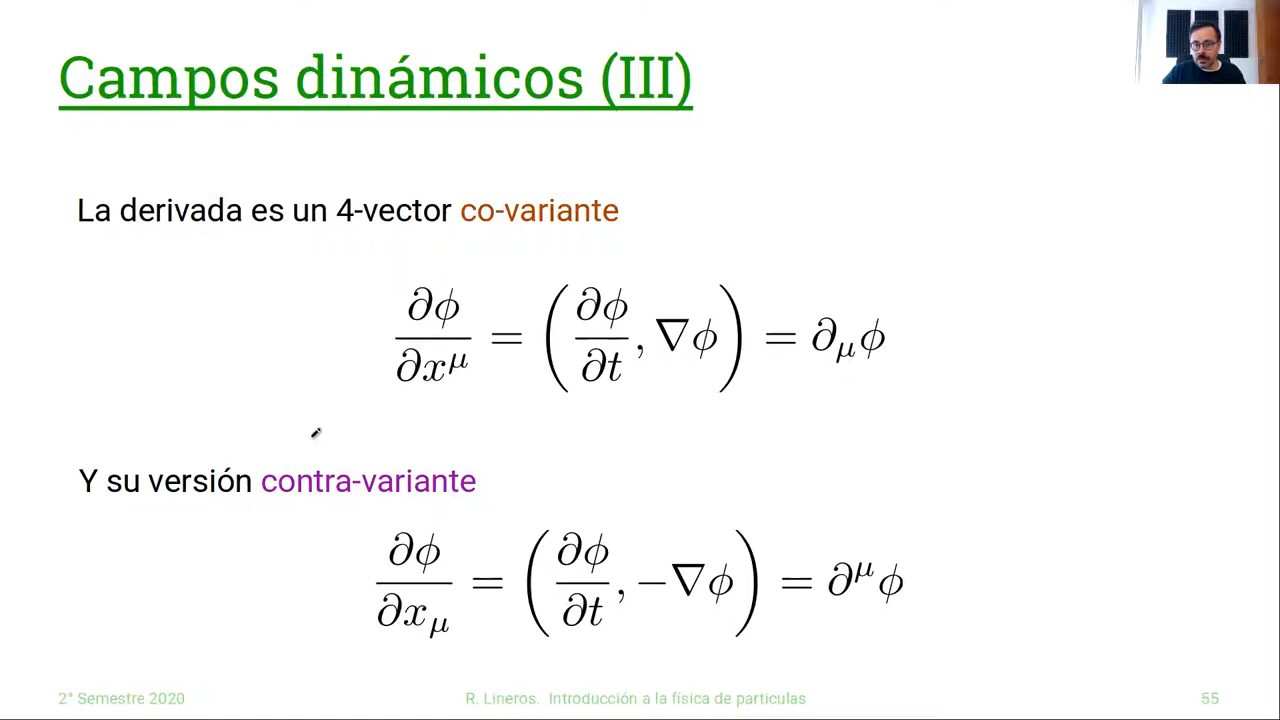 Campos dinámicos (III)
La derivada es un 4-vector co-variante
∂φ/∂x^μ = (∂φ/∂t, ∇φ) = ∂_μ φ
Y su versión contra-variante
∂φ/∂x_μ = (∂φ/∂t, −∇φ) = ∂^μ φ
2° Semestre 2020
R. Lineros. Introducción a la física de particulas
55